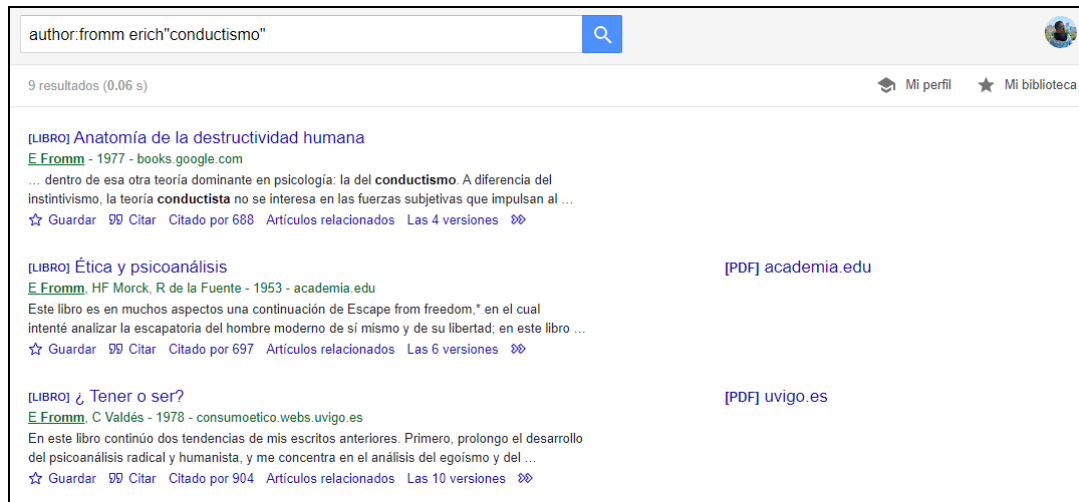 author:fromm erich"conductismo"
9 resultados (0.06 s)
Mi perfil
Mi biblioteca
[LIBRO] Anatomía de la destructividad humana
E Fromm - 1977 - books.google.com
... dentro de esa otra teoría dominante en psicología: la del conductismo. A diferencia del
instintivismo, la teoría conductista no se interesa en las fuerzas subjetivas que impulsan al ...
Guardar Citar Citado por 688 Artículos relacionados Las 4 versiones
[LIBRO] Ética y psicoanálisis
[PDF] academia.edu
E Fromm, HF Morck, R de la Fuente - 1953 - academia.edu
Este libro es en muchos aspectos una continuación de Escape from freedom,* en el cual
intenté analizar la escapatoria del hombre moderno de sí mismo y de su libertad; en este libro ...
Guardar Citar Citado por 697 Artículos relacionados Las 6 versiones
[LIBRO] ¿ Tener o ser?
[PDF] uvigo.es
E Fromm, C Valdés - 1978 - consumoetico.webs.uvigo.es
En este libro continúo dos tendencias de mis escritos anteriores. Primero, prolongo el desarrollo
del psicoanálisis radical y humanista, y me concentra en el análisis del egoísmo y del ...
Guardar Citar Citado por 904 Artículos relacionados Las 10 versiones